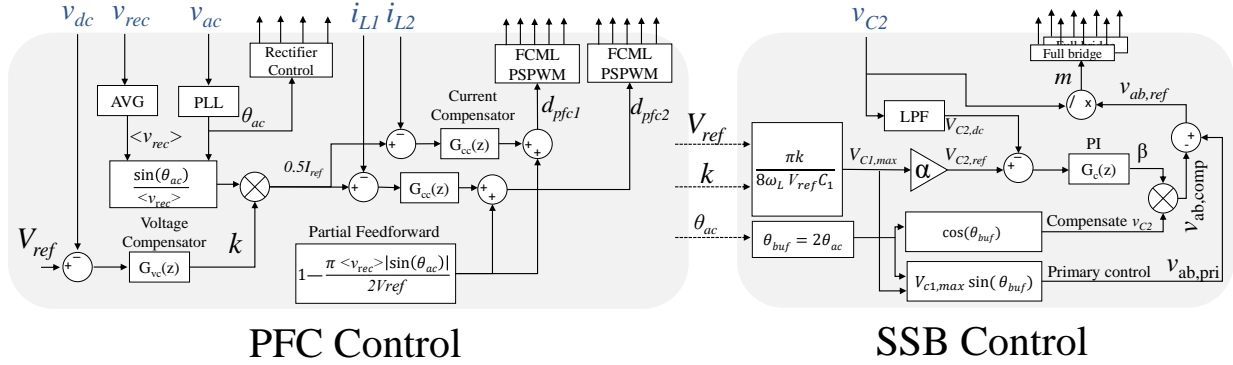 v_dc
v_rec
v_ac
i_L1 i_L2
Rectifier
Control
FCML
PSPWM
FCML
PSPWM
AVG
PLL
θ_ac
<v_rec>
sin(θ_ac)
<v_rec>
0.5I_ref
Current
Compensator
G_cc(z)
G_cc(z)
d_pfc1
d_pfc2
Voltage
Compensator
V_ref
G_vc(z)
k
Partial Feedforward
1− π <v_rec>|sin(θ_ac)|
2Vref
PFC Control
v_C2
Full bridge
m
v_ab,ref
/ x
LPF
V_C2,dc
V_ref
k
θ_ac
πk
8ω_L V_ref C_1
V_C1,max
α
V_C2,ref
PI
G_c(z)
β
v_ab,comp
θ_buf = 2θ_ac
cos(θ_buf)
Compensate v_C2
V_c1,max sin( θ_buf)
Primary control
v_ab,pri
SSB Control